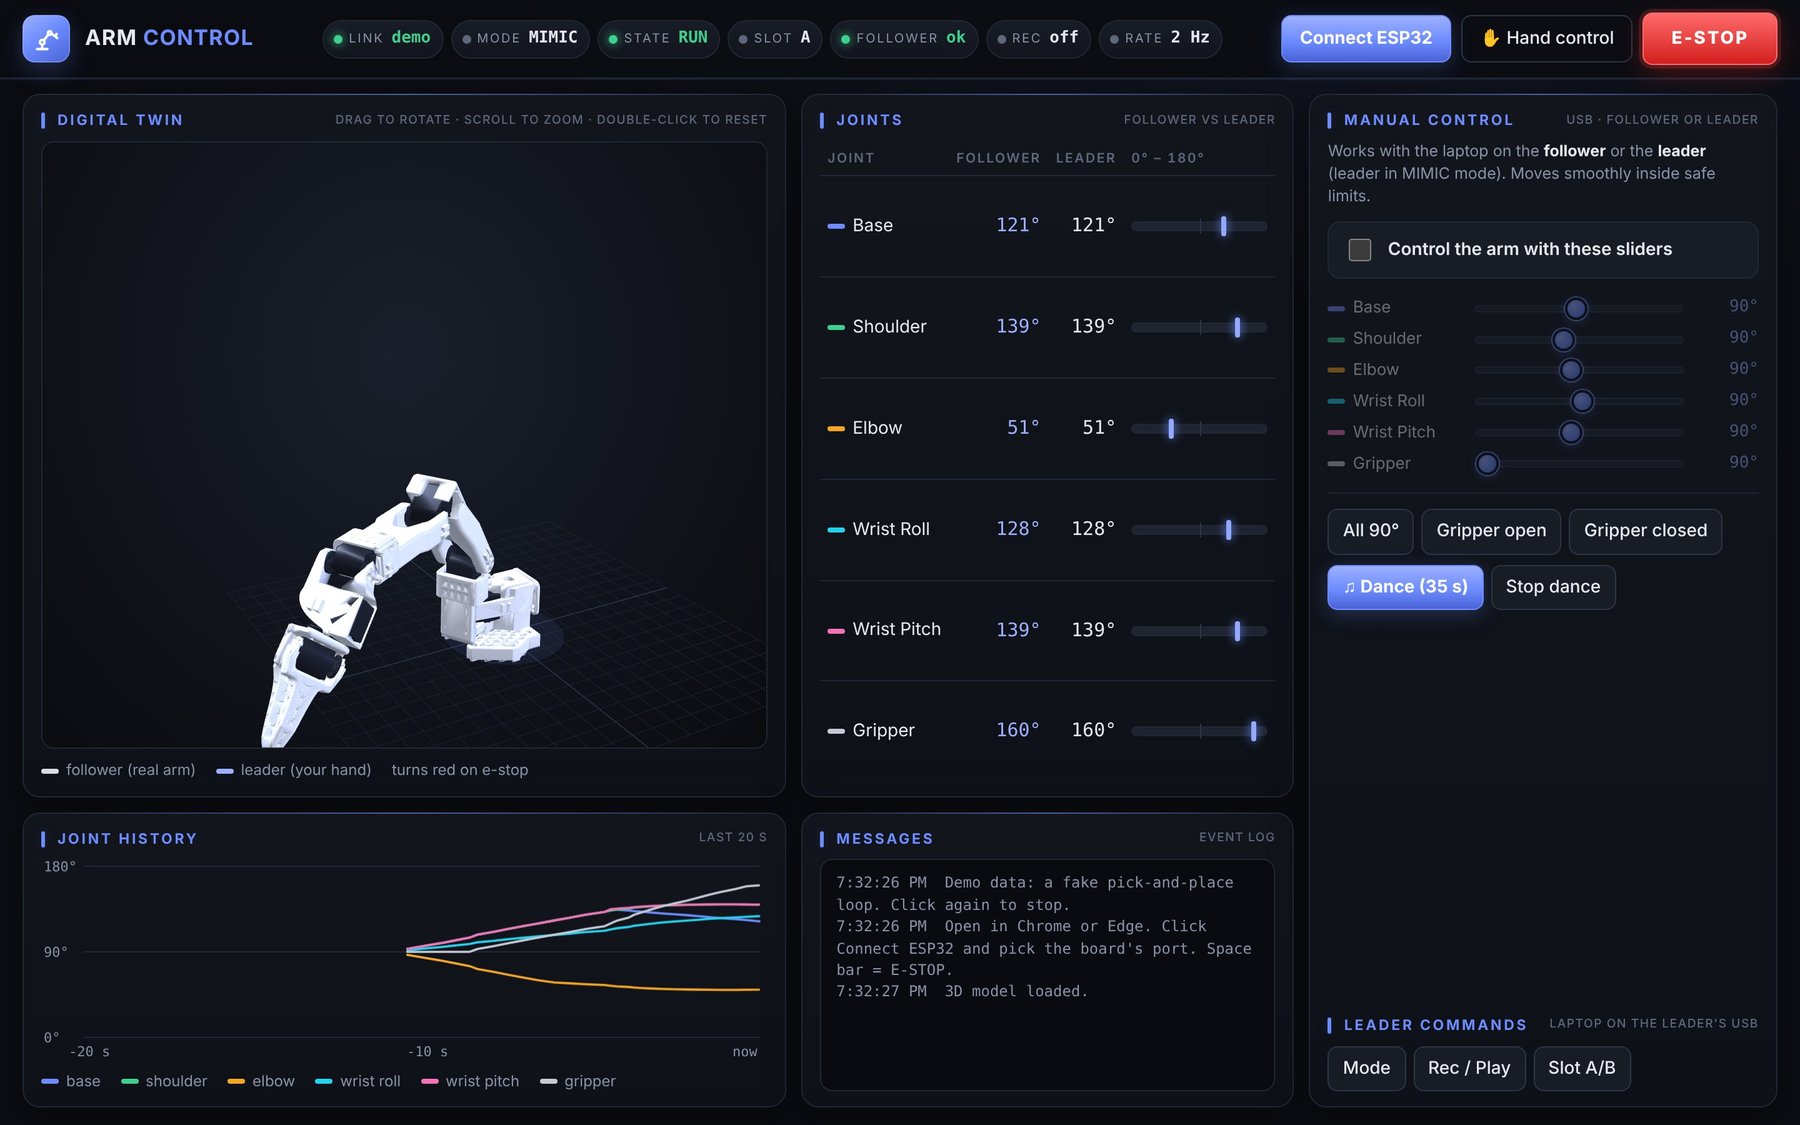 ARM CONTROL
LINK demo
MODE MIMIC
STATE RUN
SLOT A
FOLLOWER ok
REC off
RATE 2 Hz
Connect ESP32
✋ Hand control
E-STOP
DIGITAL TWIN
DRAG TO ROTATE · SCROLL TO ZOOM · DOUBLE-CLICK TO RESET
follower (real arm)
leader (your hand)
turns red on e-stop
JOINTS
FOLLOWER VS LEADER
JOINT FOLLOWER LEADER 0° – 180°
Base 121° 121°
Shoulder 139° 139°
Elbow 51° 51°
Wrist Roll 128° 128°
Wrist Pitch 139° 139°
Gripper 160° 160°
MANUAL CONTROL
USB · FOLLOWER OR LEADER
Works with the laptop on the follower or the leader
(leader in MIMIC mode). Moves smoothly inside safe
limits.
Control the arm with these sliders
Base 90°
Shoulder 90°
Elbow 90°
Wrist Roll 90°
Wrist Pitch 90°
Gripper 90°
All 90°
Gripper open
Gripper closed
♫ Dance (35 s)
Stop dance
JOINT HISTORY
LAST 20 S
180°
90°
0°
-20 s
-10 s
now
base
shoulder
elbow
wrist roll
wrist pitch
gripper
MESSAGES
EVENT LOG
7:32:26 PM Demo data: a fake pick-and-place
loop. Click again to stop.
7:32:26 PM Open in Chrome or Edge. Click
Connect ESP32 and pick the board's port. Space
bar = E-STOP.
7:32:27 PM 3D model loaded.
LEADER COMMANDS
LAPTOP ON THE LEADER'S USB
Mode
Rec / Play
Slot A/B